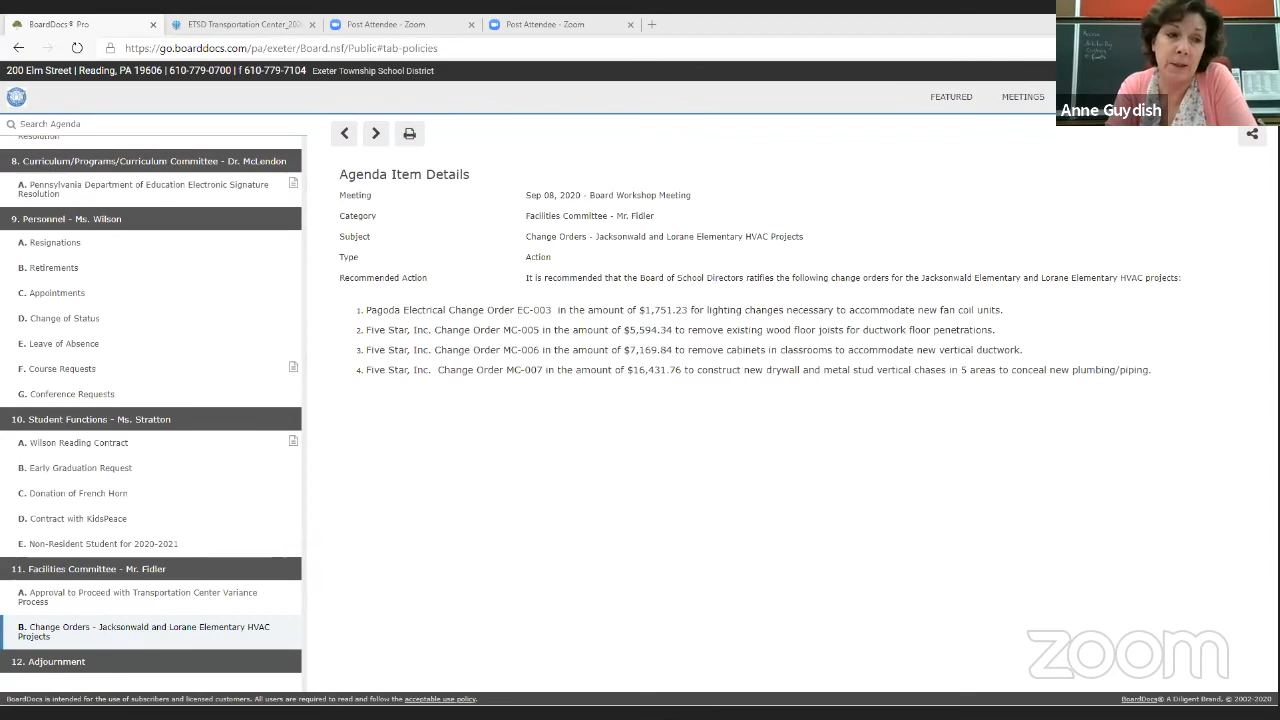 BoardDocs® Pro
ETSD Transportation Center_202
Post Attendee - Zoom
Post Attendee - Zoom
https://go.boarddocs.com/pa/exeter/Board.nsf/Public#tab-policies
200 Elm Street | Reading, PA 19606 | 610-779-0700 | f 610-779-7104 Exeter Township School District
FEATURED MEETINGS
Anne Guydish
Search Agenda
Resolution
8. Curriculum/Programs/Curriculum Committee - Dr. McLendon
A. Pennsylvania Department of Education Electronic Signature
Resolution
9. Personnel - Ms. Wilson
A. Resignations
B. Retirements
C. Appointments
D. Change of Status
E. Leave of Absence
F. Course Requests
G. Conference Requests
10. Student Functions - Ms. Stratton
A. Wilson Reading Contract
B. Early Graduation Request
C. Donation of French Horn
D. Contract with KidsPeace
E. Non-Resident Student for 2020-2021
11. Facilities Committee - Mr. Fidler
A. Approval to Proceed with Transportation Center Variance
Process
B. Change Orders - Jacksonwald and Lorane Elementary HVAC
Projects
12. Adjournment
Agenda Item Details
Meeting Sep 08, 2020 - Board Workshop Meeting
Category Facilities Committee - Mr. Fidler
Subject Change Orders - Jacksonwald and Lorane Elementary HVAC Projects
Type Action
Recommended Action It is recommended that the Board of School Directors ratifies the following change orders for the Jacksonwald Elementary and Lorane Elementary HVAC projects:
1. Pagoda Electrical Change Order EC-003 in the amount of $1,751.23 for lighting changes necessary to accommodate new fan coil units.
2. Five Star, Inc. Change Order MC-005 in the amount of $5,594.34 to remove existing wood floor joists for ductwork floor penetrations.
3. Five Star, Inc. Change Order MC-006 in the amount of $7,169.84 to remove cabinets in classrooms to accommodate new vertical ductwork.
4. Five Star, Inc. Change Order MC-007 in the amount of $16,431.76 to construct new drywall and metal stud vertical chases in 5 areas to conceal new plumbing/piping.
zoom
BoardDocs is intended for the use of subscribers and licensed customers. All users are required to read and follow the acceptable use policy.
BoardDocs® A Diligent Brand, © 2002-2020